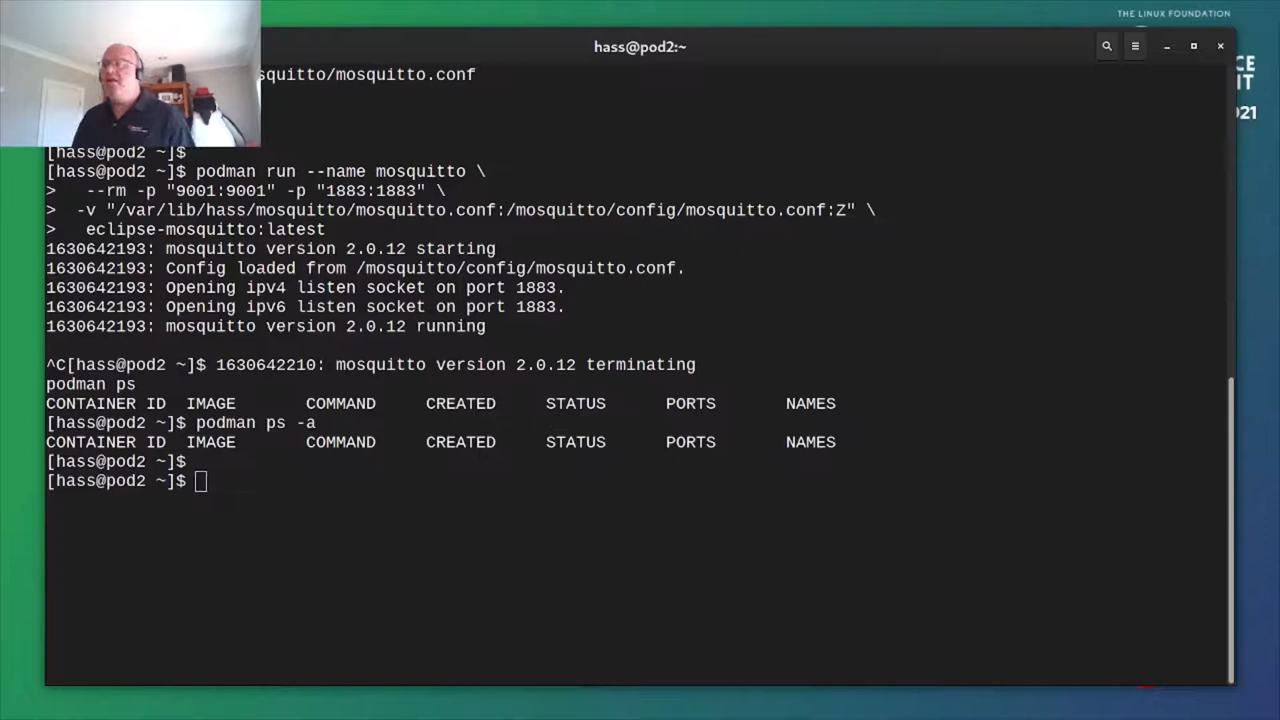 THE LINUX FOUNDATION
hass@pod2:~
squitto/mosquitto.conf
[hass@pod2 ~]$
[hass@pod2 ~]$ podman run --name mosquitto \
>   --rm -p "9001:9001" -p "1883:1883" \
>  -v "/var/lib/hass/mosquitto/mosquitto.conf:/mosquitto/config/mosquitto.conf:Z" \
>   eclipse-mosquitto:latest
1630642193: mosquitto version 2.0.12 starting
1630642193: Config loaded from /mosquitto/config/mosquitto.conf.
1630642193: Opening ipv4 listen socket on port 1883.
1630642193: Opening ipv6 listen socket on port 1883.
1630642193: mosquitto version 2.0.12 running
^C[hass@pod2 ~]$ 1630642210: mosquitto version 2.0.12 terminating
podman ps
CONTAINER ID  IMAGE       COMMAND     CREATED     STATUS      PORTS       NAMES
[hass@pod2 ~]$ podman ps -a
CONTAINER ID  IMAGE       COMMAND     CREATED     STATUS      PORTS       NAMES
[hass@pod2 ~]$
[hass@pod2 ~]$